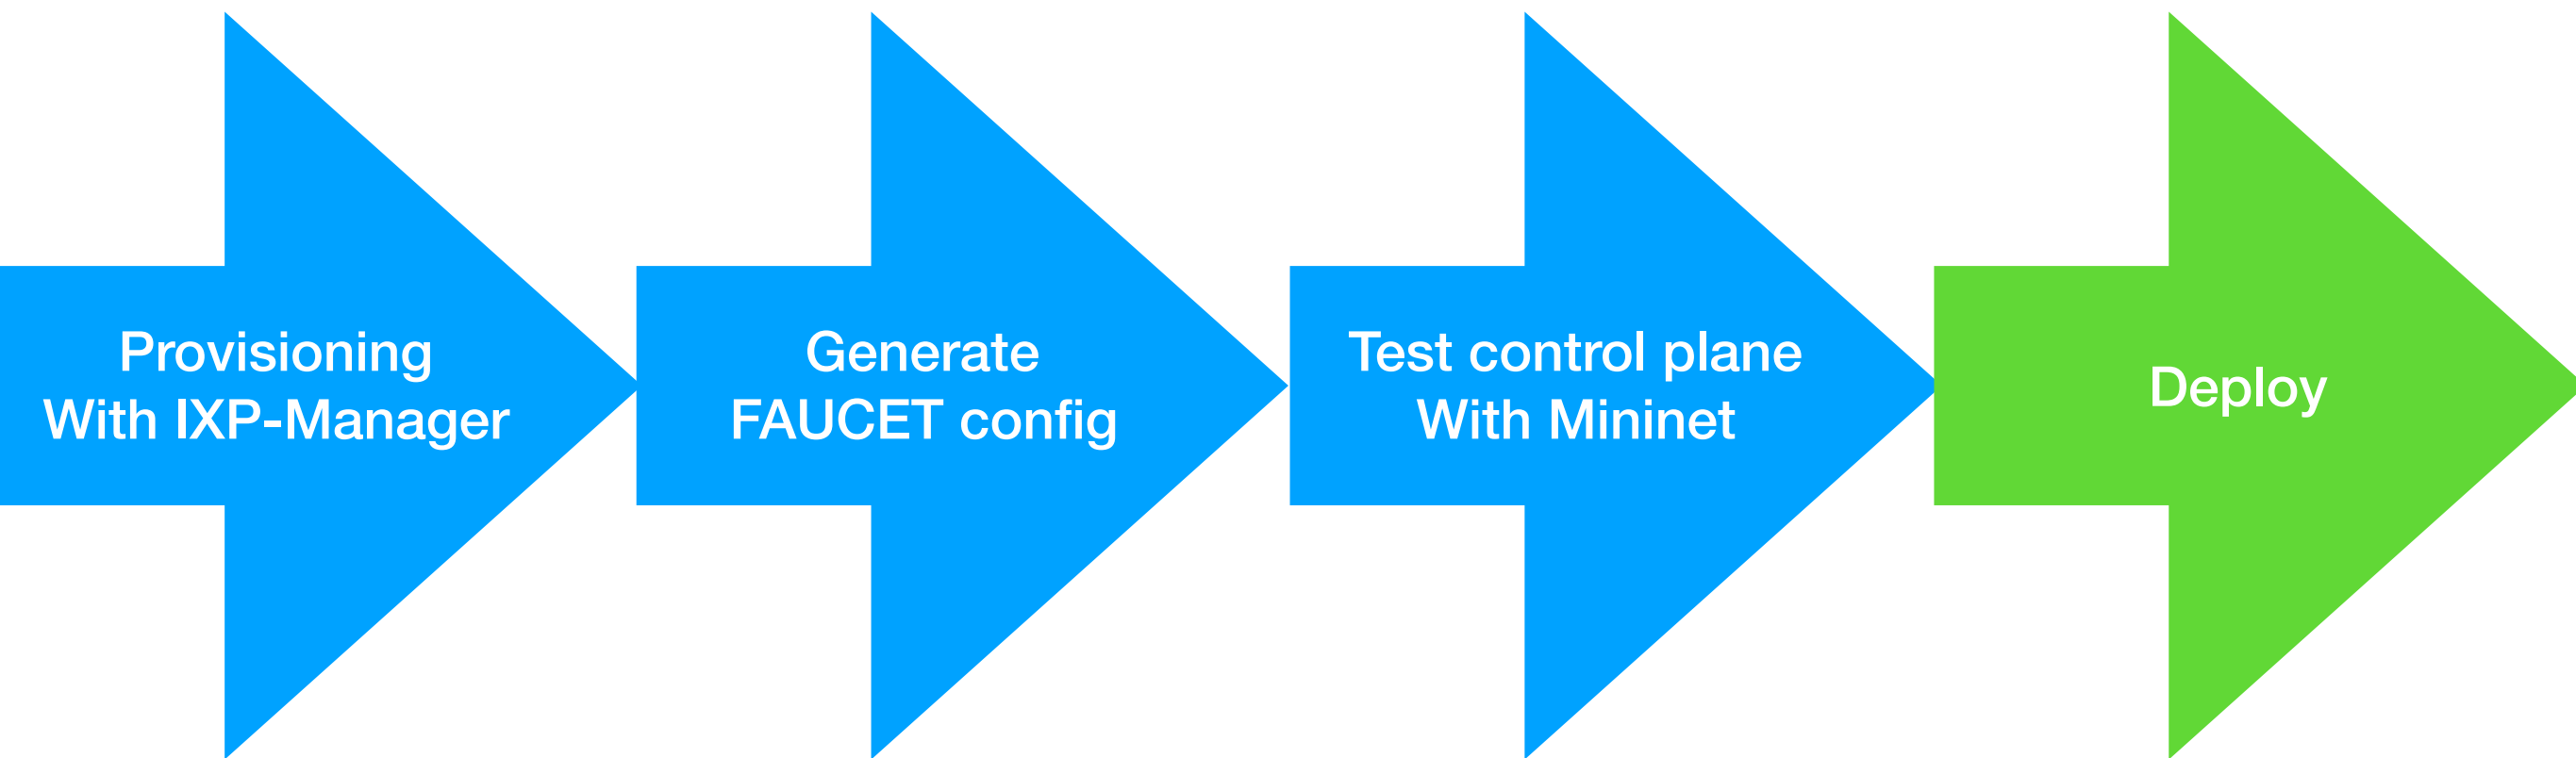 Provisioning
With IXP-Manager
Generate
FAUCET config
Test control plane
With Mininet
Deploy